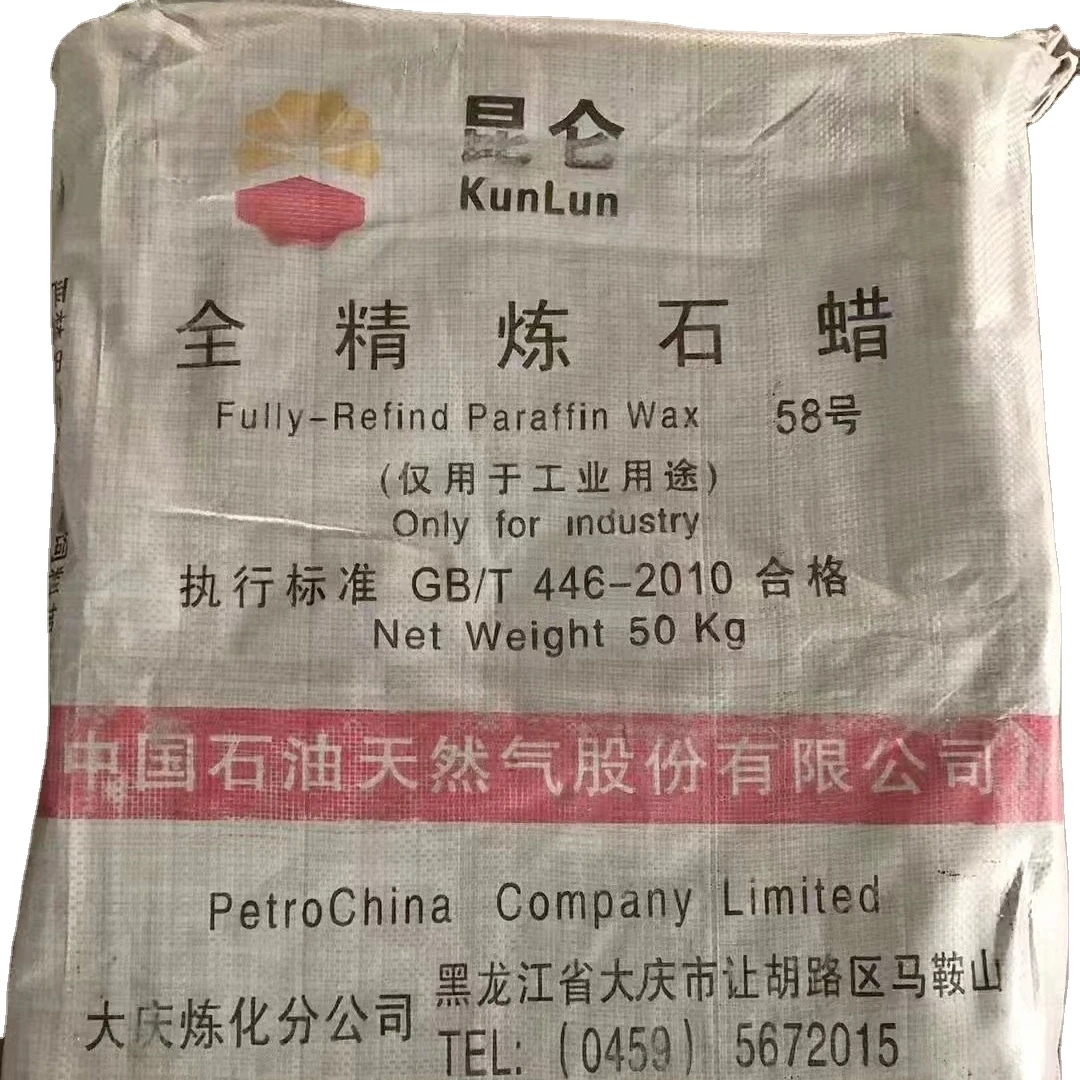 昆仑
KunLun
全精炼石蜡
Fully-Refind Paraffin Wax 58号
(仅用于工业用途)
Only for industry
执行标准 GB/T 446-2010 合格
Net Weight 50 Kg
中国石油天然气股份有限公司
PetroChina Company Limited
大庆炼化分公司
黑龙江省大庆市让胡路区马鞍山
TEL: (0459) 5672015